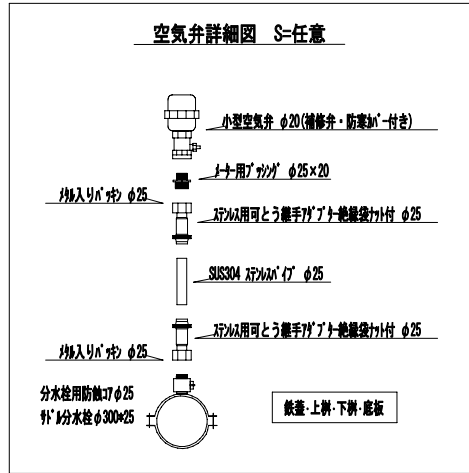 空気弁詳細図 S=任意
小型空気弁 φ20(補修弁・防寒ｶﾊﾞｰ付き)
ﾒｰﾀｰ用ﾌﾞｯｼﾝｸﾞ φ25×20
ﾒﾀﾙ入りﾊﾟｯｷﾝ φ25
ｽﾃﾝﾚｽ用可とう継手ｱﾀﾞﾌﾟﾀｰ絶縁袋ﾅｯﾄ付 φ25
SUS304 ｽﾃﾝﾚｽﾊﾟｲﾌﾟ φ25
ｽﾃﾝﾚｽ用可とう継手ｱﾀﾞﾌﾟﾀｰ絶縁袋ﾅｯﾄ付 φ25
ﾒﾀﾙ入りﾊﾟｯｷﾝ φ25
分水栓用防蝕ｺｱφ25
ｻﾄﾞﾙ分水栓φ300*25
鉄蓋・上桝・下桝・底板